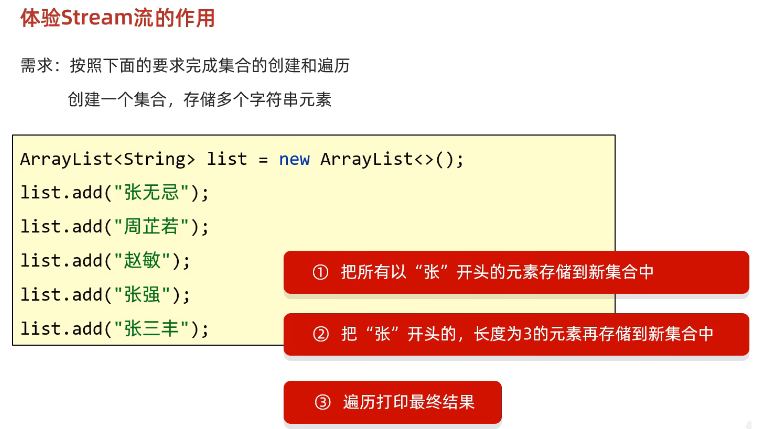 体验Stream流的作用
需求：按照下面的要求完成集合的创建和遍历
创建一个集合，存储多个字符串元素
ArrayList<String> list = new ArrayList<>();
list.add("张无忌");
list.add("周芷若");
list.add("赵敏");
list.add("张强");
list.add("张三丰");
① 把所有以“张”开头的元素存储到新集合中
② 把“张”开头的，长度为3的元素再存储到新集合中
③ 遍历打印最终结果